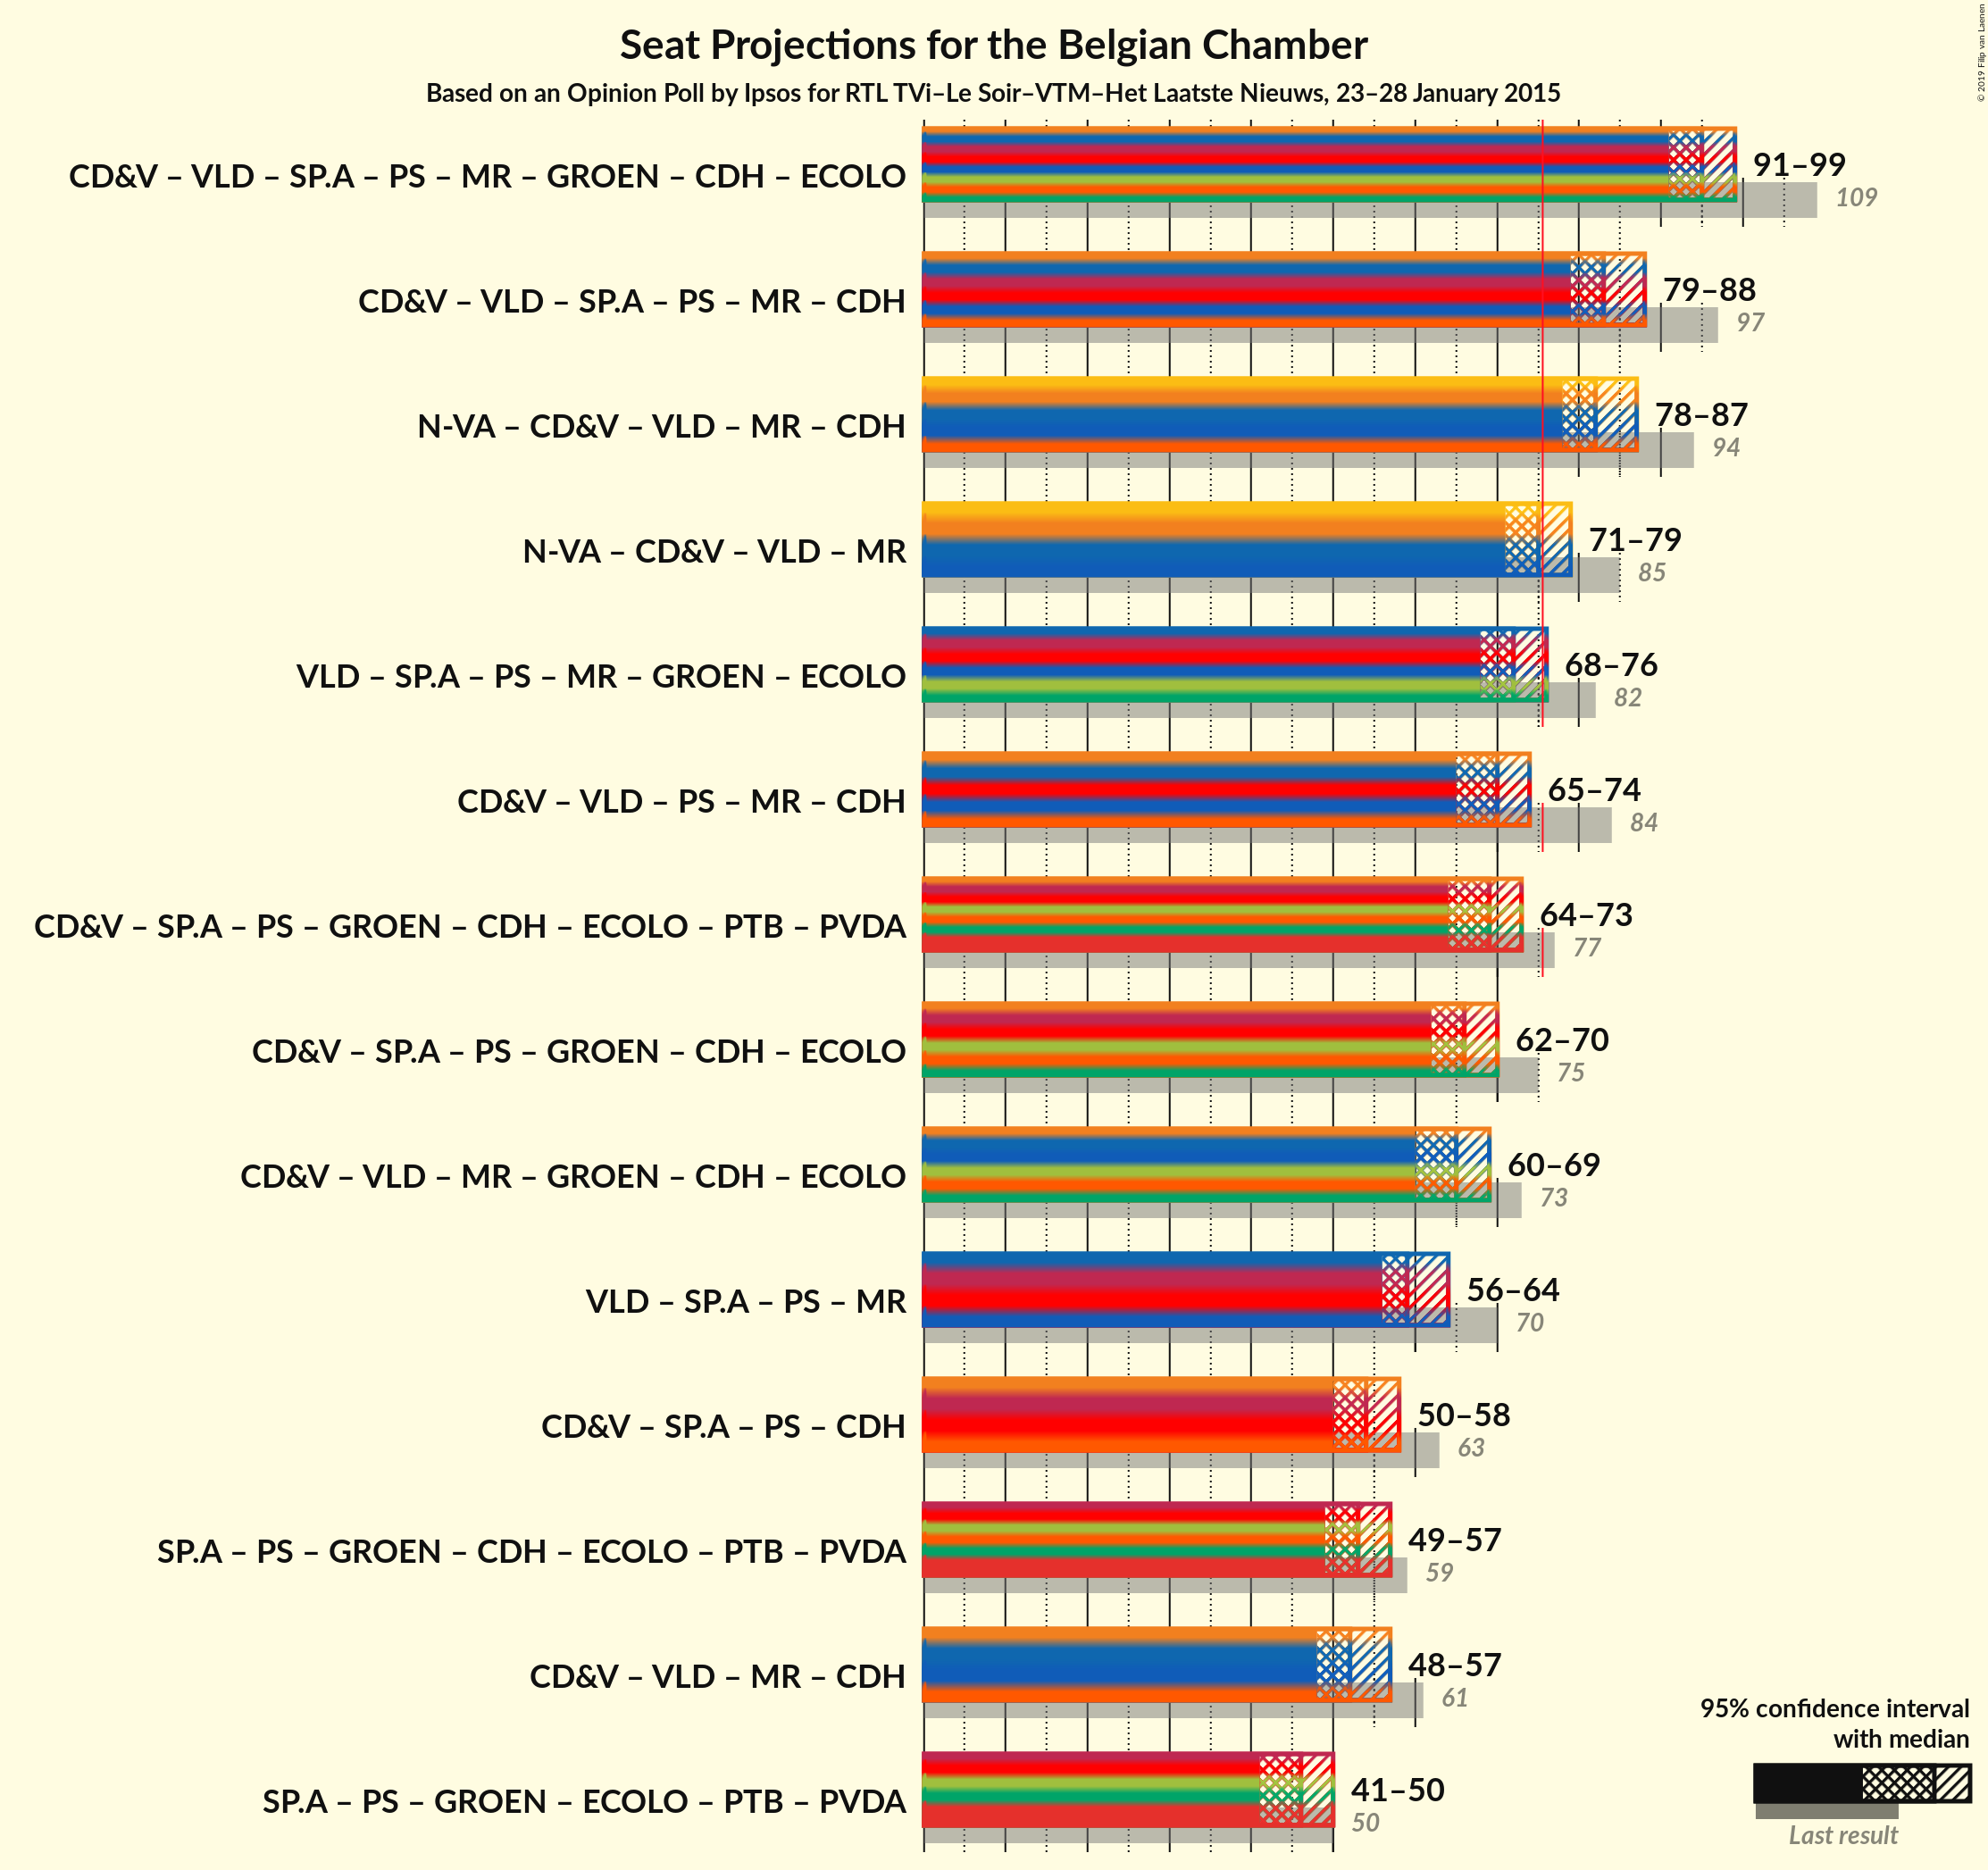 Seat Projections for the Belgian Chamber
Based on an Opinion Poll by Ipsos for RTL TVi–Le Soir–VTM–Het Laatste Nieuws, 23–28 January 2015
© 2019 Filip van Laenen
CD&V – VLD – SP.A – PS – MR – GROEN – CDH – ECOLO
91–99
109
CD&V – VLD – SP.A – PS – MR – CDH
79–88
97
N-VA – CD&V – VLD – MR – CDH
78–87
94
N-VA – CD&V – VLD – MR
71–79
85
VLD – SP.A – PS – MR – GROEN – ECOLO
68–76
82
CD&V – VLD – PS – MR – CDH
65–74
84
CD&V – SP.A – PS – GROEN – CDH – ECOLO – PTB – PVDA
64–73
77
CD&V – SP.A – PS – GROEN – CDH – ECOLO
62–70
75
CD&V – VLD – MR – GROEN – CDH – ECOLO
60–69
73
VLD – SP.A – PS – MR
56–64
70
CD&V – SP.A – PS – CDH
50–58
63
SP.A – PS – GROEN – CDH – ECOLO – PTB – PVDA
49–57
59
CD&V – VLD – MR – CDH
48–57
61
SP.A – PS – GROEN – ECOLO – PTB – PVDA
41–50
50
95% confidence interval
with median
Last result